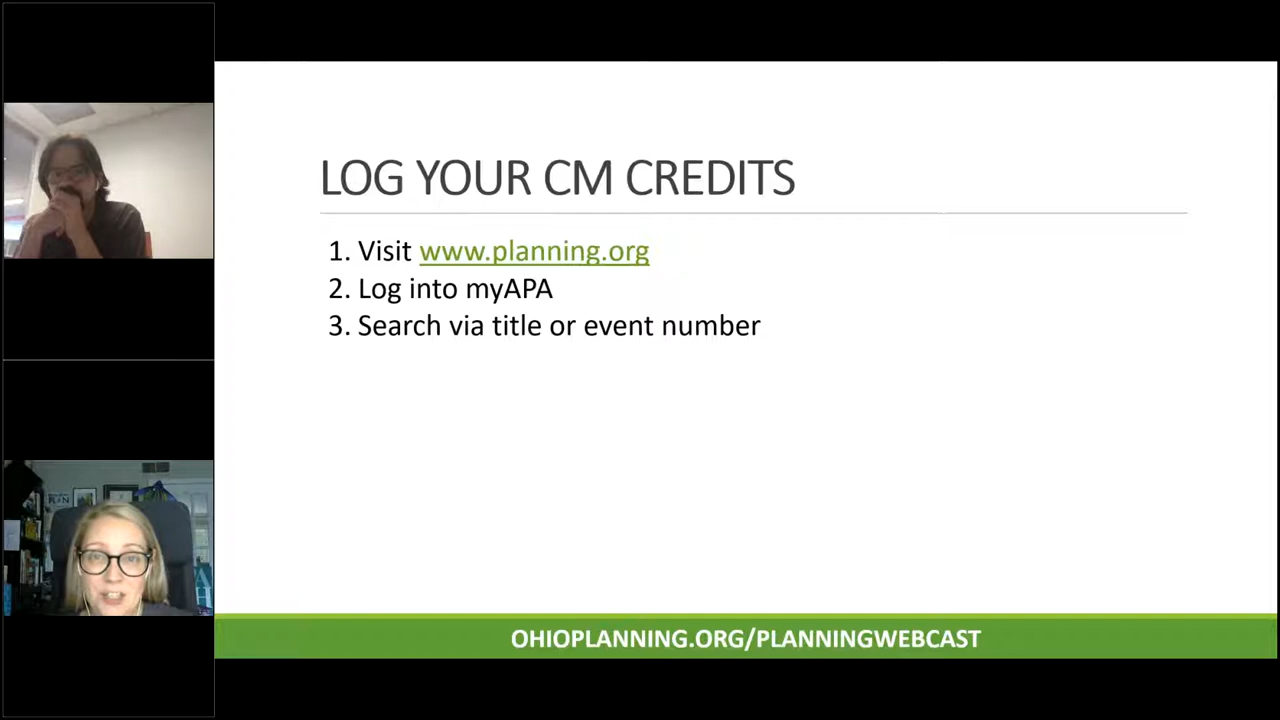 LOG YOUR CM CREDITS
1. Visit www.planning.org
2. Log into myAPA
3. Search via title or event number
OHIOPLANNING.ORG/PLANNINGWEBCAST